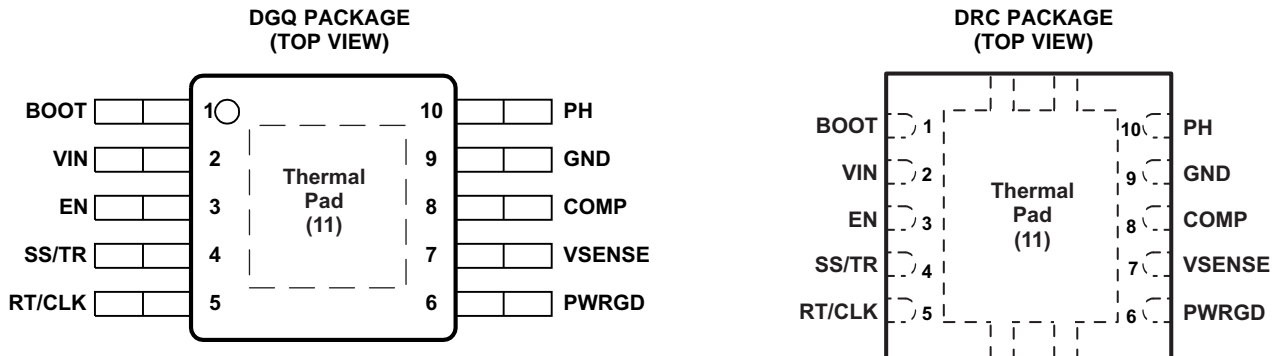 DGQ PACKAGE
(TOP VIEW)
BOOT 1 10 PH
VIN 2 9 GND
EN 3 8 COMP
SS/TR 4 7 VSENSE
RT/CLK 5 6 PWRGD
Thermal
Pad
(11)
DRC PACKAGE
(TOP VIEW)
BOOT 1 10 PH
VIN 2 9 GND
EN 3 8 COMP
SS/TR 4 7 VSENSE
RT/CLK 5 6 PWRGD
Thermal
Pad
(11)